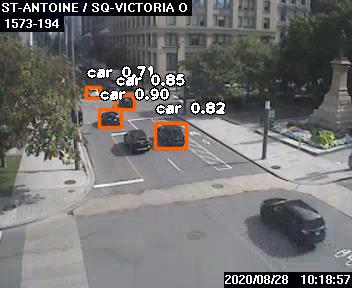 ST-ANTOINE / SQ-VICTORIA O
1573-194
car 0.71
car 0.85
car 0.90
car 0.82
2020/08/28 10:18:57